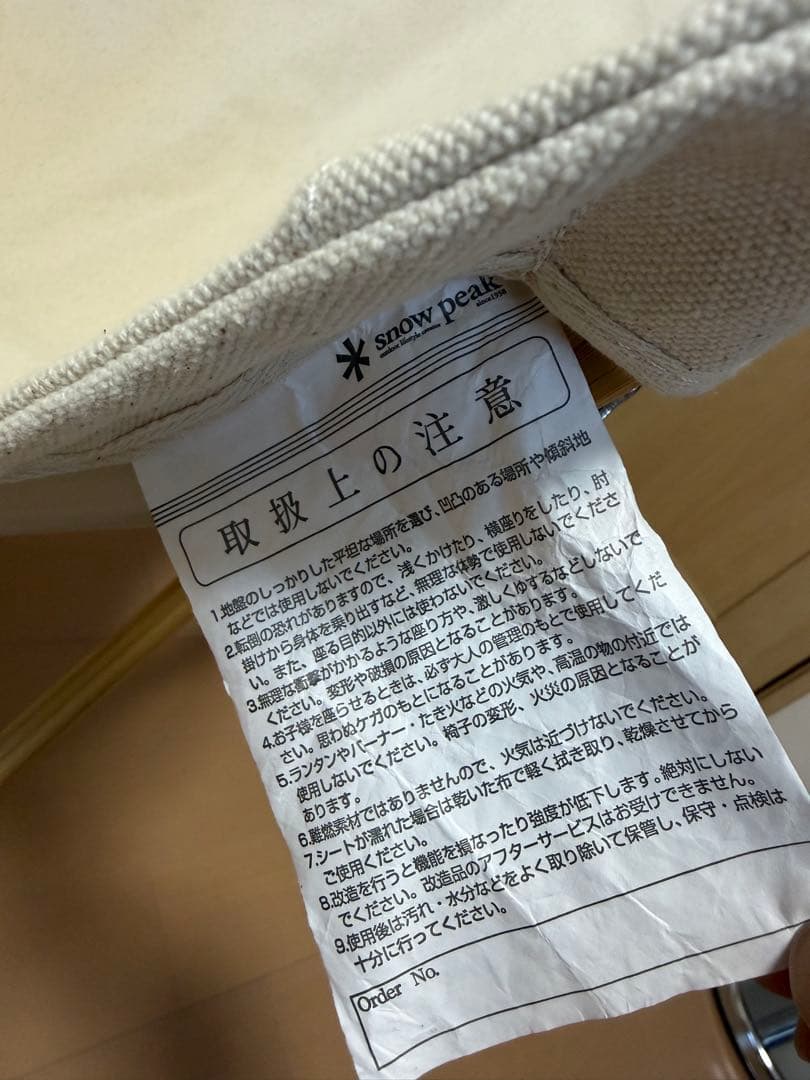 snow peak
outdoor lifestyle creator
since1958
取扱上の注意
1.地盤のしっかりした平坦な場所を選び、凹凸のある場所や傾斜地
などでは使用しないでください。
2.転倒の恐れがありますので、浅くかけたり、横座りをしたり、肘
掛けから身体を乗り出すなど、無理な体勢で使用しないでくださ
い。また、座る目的以外には使わないでください。
3.無理な衝撃がかかるような座り方や、激しくゆするなどしないで
ください。変形や破損の原因となることがあります。
4.お子様を座らせるときは、必ず大人の管理のもとで使用してくだ
さい。思わぬケガのもとになることがあります。
5.ランタンやバーナー・たき火などの火気や、高温の物の付近では
使用しないでください。椅子の変形、火災の原因となることが
あります。
6.難燃素材ではありませんので、火気は近づけないでください。
7.シートが濡れた場合は乾いた布で軽く拭き取り、乾燥させてから
ご使用ください。
8.改造を行うと機能を損なったり強度が低下します。絶対にしない
でください。改造品のアフターサービスはお受けできません。
9.使用後は汚れ・水分などをよく取り除いて保管し、保守・点検は
十分に行ってください。
Order No.